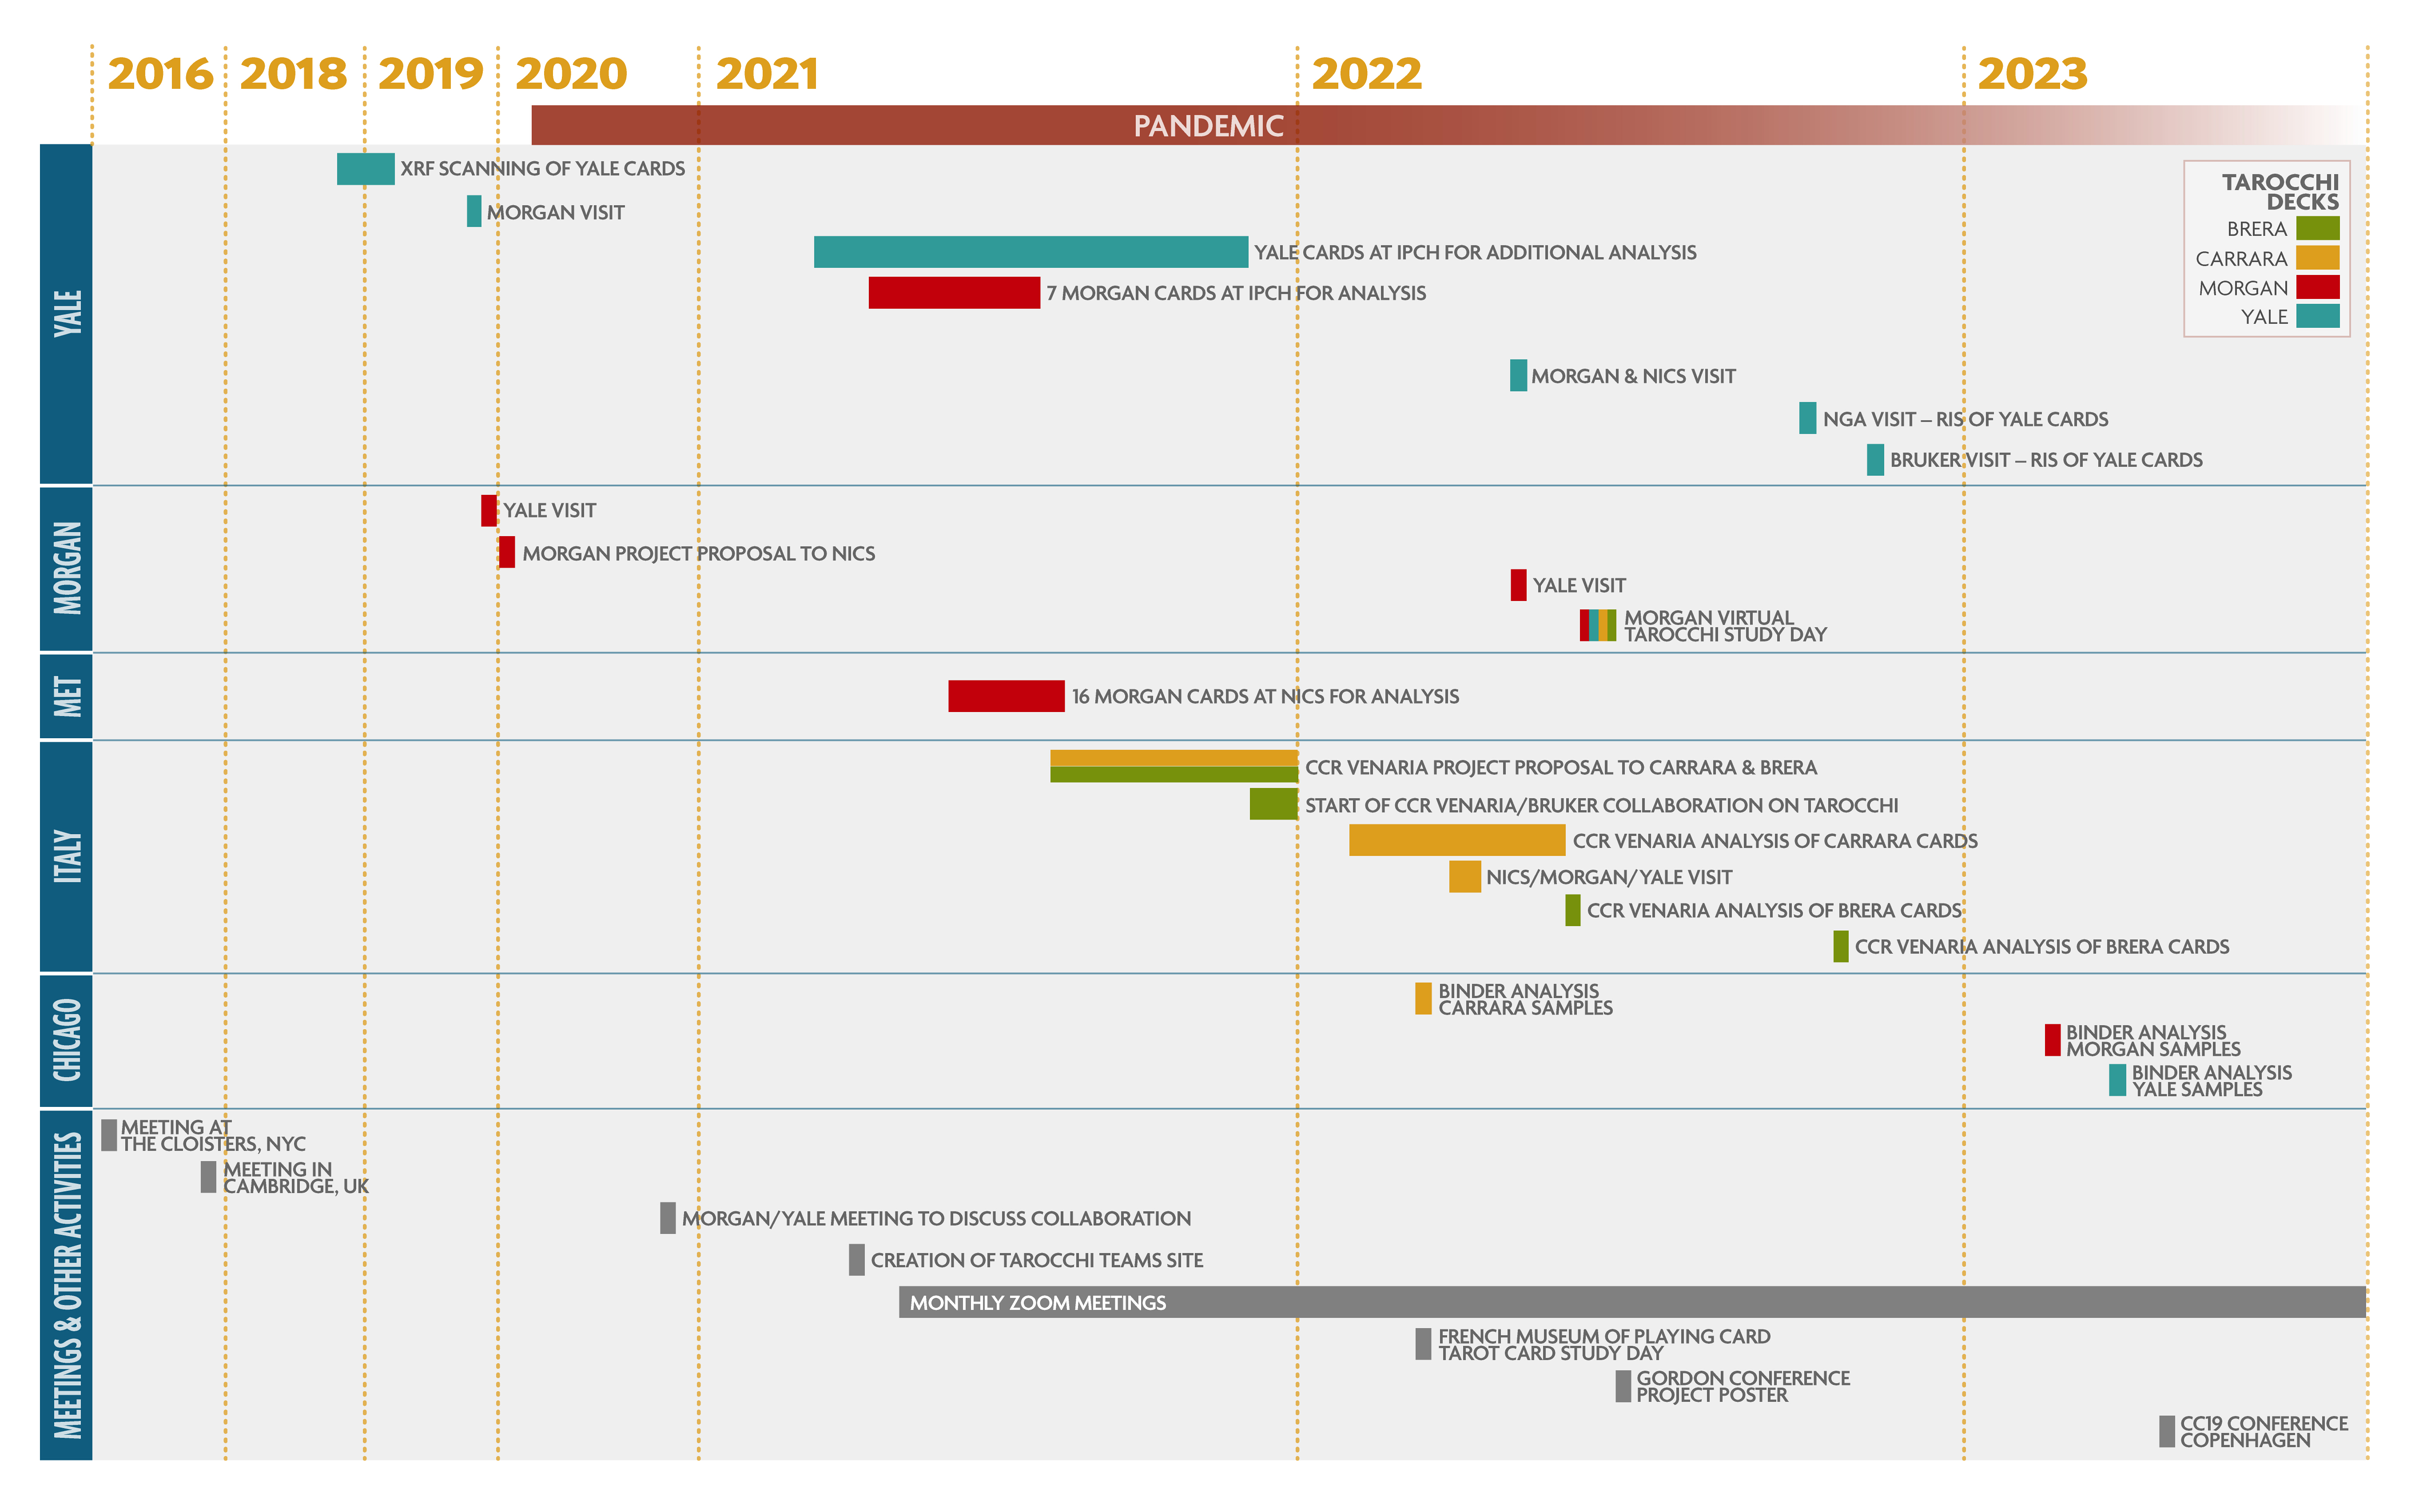 2016 2018 2019 2020 2021 2022 2023
PANDEMIC
YALE
XRF SCANNING OF YALE CARDS
MORGAN VISIT
YALE CARDS AT IPCH FOR ADDITIONAL ANALYSIS
7 MORGAN CARDS AT IPCH FOR ANALYSIS
MORGAN & NICS VISIT
NGA VISIT – RIS OF YALE CARDS
BRUKER VISIT – RIS OF YALE CARDS
TAROCCHI
DECKS
BRERA
CARRARA
MORGAN
YALE
MORGAN
YALE VISIT
MORGAN PROJECT PROPOSAL TO NICS
YALE VISIT
MORGAN VIRTUAL
TAROCCHI STUDY DAY
MET
16 MORGAN CARDS AT NICS FOR ANALYSIS
ITALY
CCR VENARIA PROJECT PROPOSAL TO CARRARA & BRERA
START OF CCR VENARIA/BRUKER COLLABORATION ON TAROCCHI
CCR VENARIA ANALYSIS OF CARRARA CARDS
NICS/MORGAN/YALE VISIT
CCR VENARIA ANALYSIS OF BRERA CARDS
CCR VENARIA ANALYSIS OF BRERA CARDS
CHICAGO
BINDER ANALYSIS
CARRARA SAMPLES
BINDER ANALYSIS
MORGAN SAMPLES
BINDER ANALYSIS
YALE SAMPLES
MEETINGS & OTHER ACTIVITIES
MEETING AT
THE CLOISTERS, NYC
MEETING IN
CAMBRIDGE, UK
MORGAN/YALE MEETING TO DISCUSS COLLABORATION
CREATION OF TAROCCHI TEAMS SITE
MONTHLY ZOOM MEETINGS
FRENCH MUSEUM OF PLAYING CARD
TAROT CARD STUDY DAY
GORDON CONFERENCE
PROJECT POSTER
CC19 CONFERENCE
COPENHAGEN